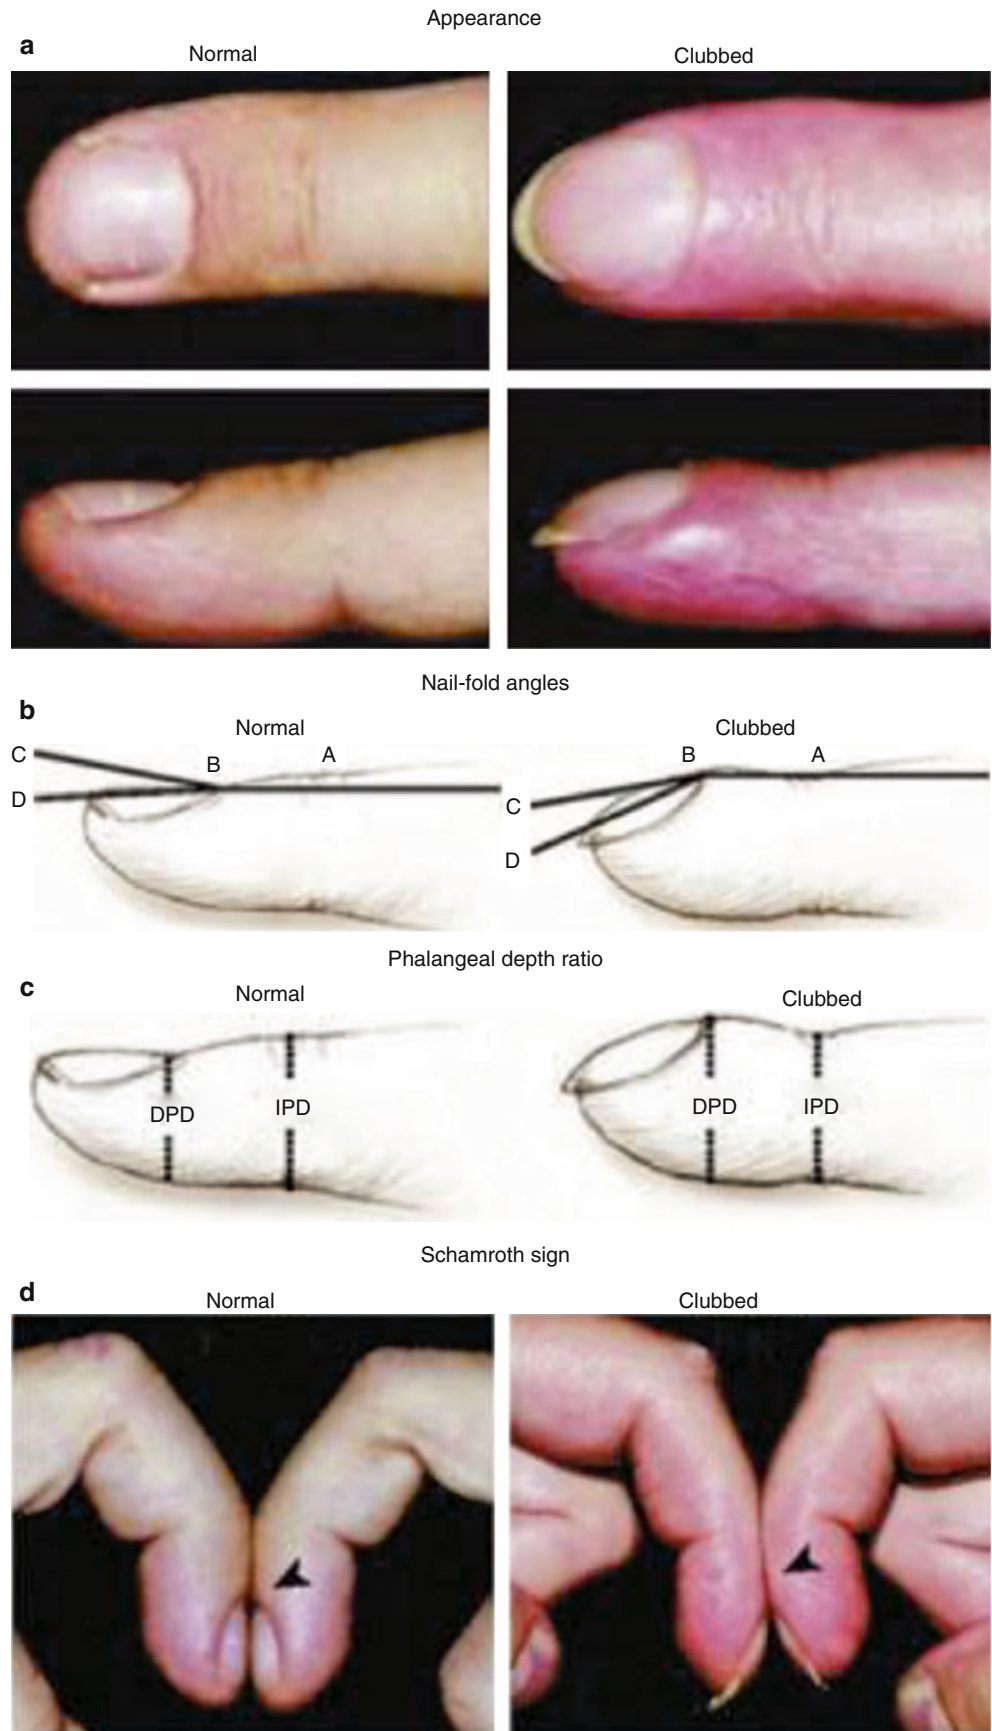 Appearance
a
Normal
Clubbed
Nail-fold angles
b
Normal
Clubbed
C
B
A
D
B
A
C
D
Phalangeal depth ratio
c
Normal
Clubbed
DPD
IPD
DPD
IPD
Schamroth sign
d
Normal
Clubbed